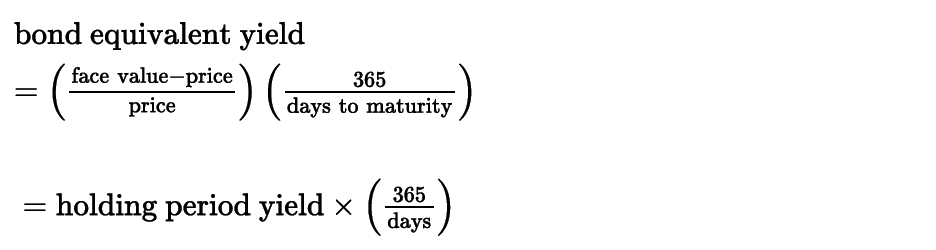 bond equivalent yield
= (face value−price / price) (365 / days to maturity)
= holding period yield × (365 / days)